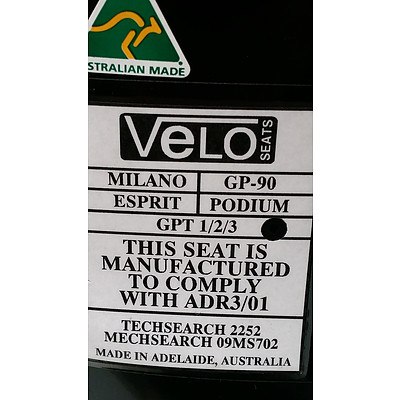 STRALIAN MADE
VeLO SEATS
MILANO GP-90
ESPRIT PODIUM
GPT 1/2/3
THIS SEAT IS
MANUFACTURED
TO COMPLY
WITH ADR3/01
TECHSEARCH 2252
MECHSEARCH 09MS702
MADE IN ADELAIDE, AUSTRALIA